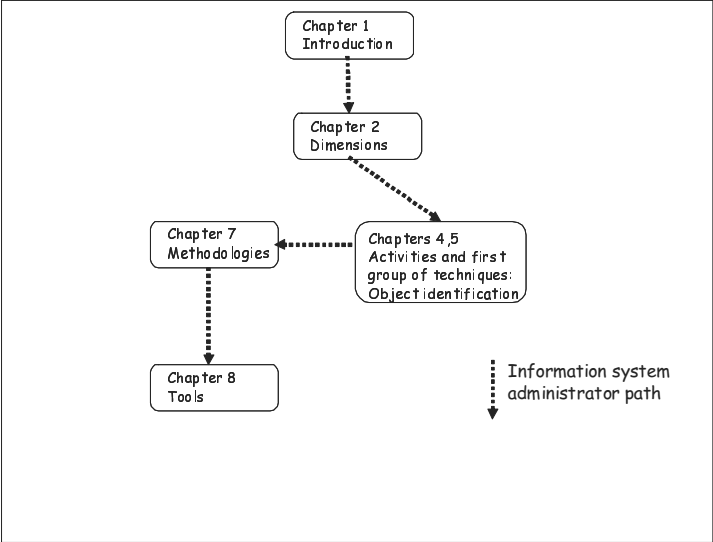 Chapter 1
Introduction
Chapter 2
Dimensions
Chapter 7
Methodologies
Chapters 4,5
Activities and first
group of techniques:
Object identification
Chapter 8
Tools
Information system
administrator path